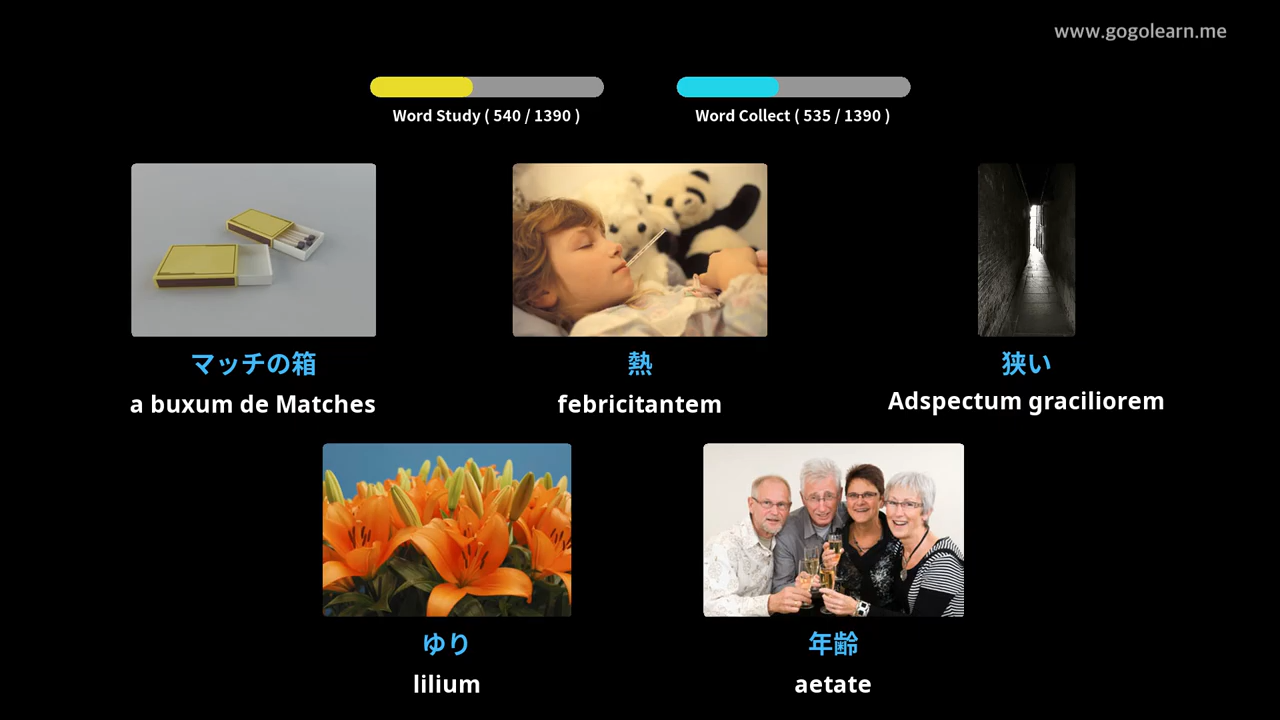 www.gogolearn.me
Word Study ( 540 / 1390 )
Word Collect ( 535 / 1390 )
マッチの箱
a buxum de Matches
熱
febricitantem
狭い
Adspectum graciliorem
ゆり
lilium
年齢
aetate